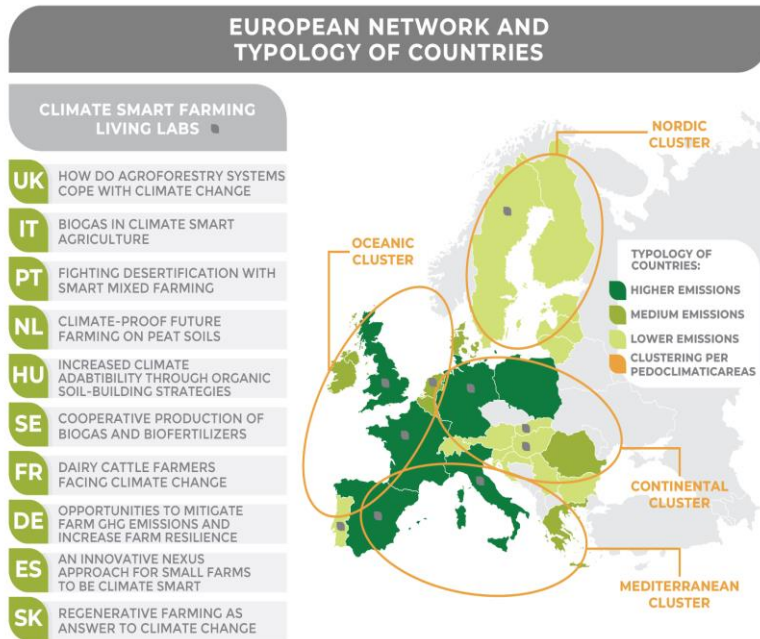 EUROPEAN NETWORK AND
TYPOLOGY OF COUNTRIES
CLIMATE SMART FARMING
LIVING LABS
UK
HOW DO AGROFORESTRY SYSTEMS
COPE WITH CLIMATE CHANGE
IT
BIOGAS IN CLIMATE SMART
AGRICULTURE
PT
FIGHTING DESERTIFICATION WITH
SMART MIXED FARMING
NL
CLIMATE-PROOF FUTURE
FARMING ON PEAT SOILS
HU
INCREASED CLIMATE
ADABTIBILITY THROUGH ORGANIC
SOIL-BUILDING STRATEGIES
SE
COOPERATIVE PRODUCTION OF
BIOGAS AND BIOFERTILIZERS
FR
DAIRY CATTLE FARMERS
FACING CLIMATE CHANGE
DE
OPPORTUNITIES TO MITIGATE
FARM GHG EMISSIONS AND
INCREASE FARM RESILIENCE
ES
AN INNOVATIVE NEXUS
APPROACH FOR SMALL FARMS
TO BE CLIMATE SMART
SK
REGENERATIVE FARMING AS
ANSWER TO CLIMATE CHANGE
NORDIC
CLUSTER
OCEANIC
CLUSTER
TYPOLOGY OF
COUNTRIES:
HIGHER EMISSIONS
MEDIUM EMISSIONS
LOWER EMISSIONS
CLUSTERING PER
PEDOCLIMATICAREAS
CONTINENTAL
CLUSTER
MEDITERRANEAN
CLUSTER